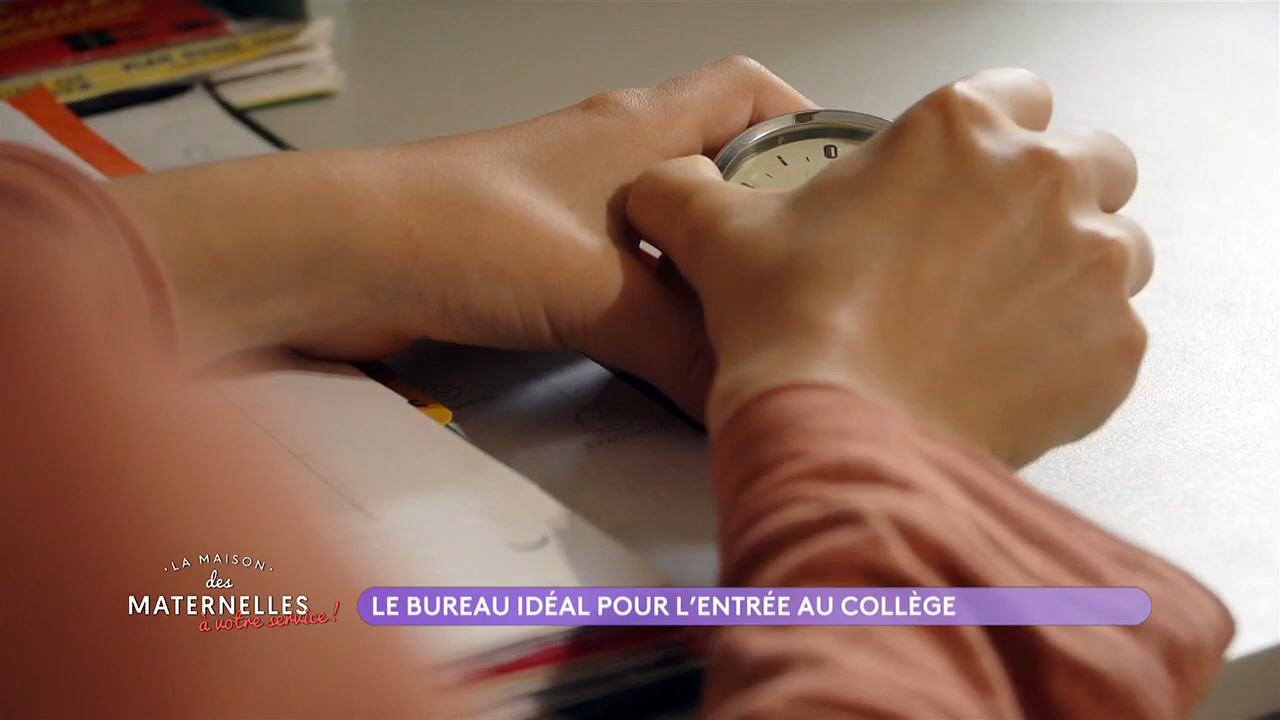 ·LA MAISON·
des
MATERNELLES
à votre service !
LE BUREAU IDÉAL POUR L'ENTRÉE AU COLLÈGE